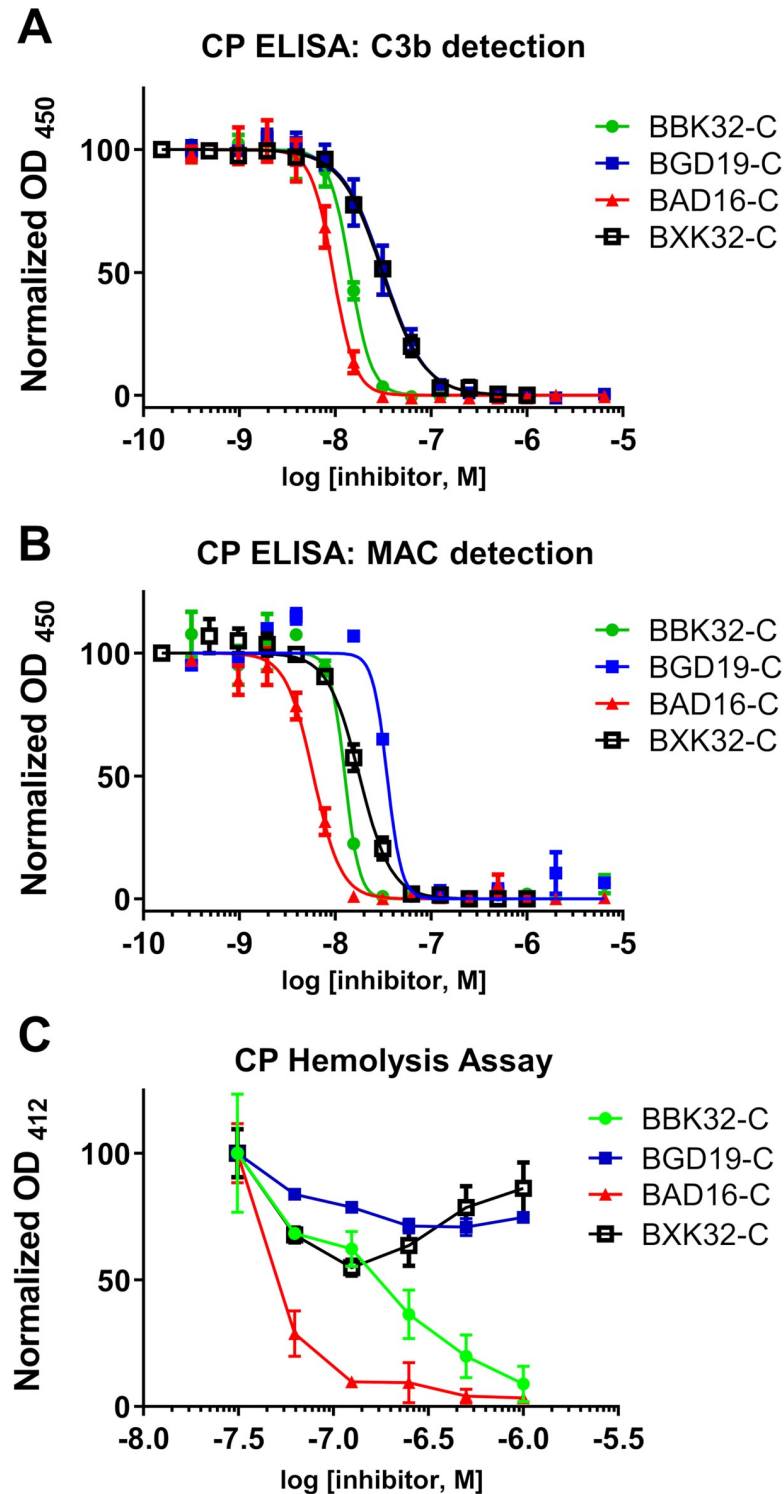 A
CP ELISA: C3b detection
Normalized OD 450
100
50
0
-10 -9 -8 -7 -6 -5
log [inhibitor, M]
BBK32-C
BGD19-C
BAD16-C
BXK32-C
B
CP ELISA: MAC detection
Normalized OD 450
100
50
0
-10 -9 -8 -7 -6 -5
log [inhibitor, M]
BBK32-C
BGD19-C
BAD16-C
BXK32-C
C
CP Hemolysis Assay
Normalized OD 412
100
50
0
-8.0 -7.5 -7.0 -6.5 -6.0 -5.5
log [inhibitor, M]
BBK32-C
BGD19-C
BAD16-C
BXK32-C